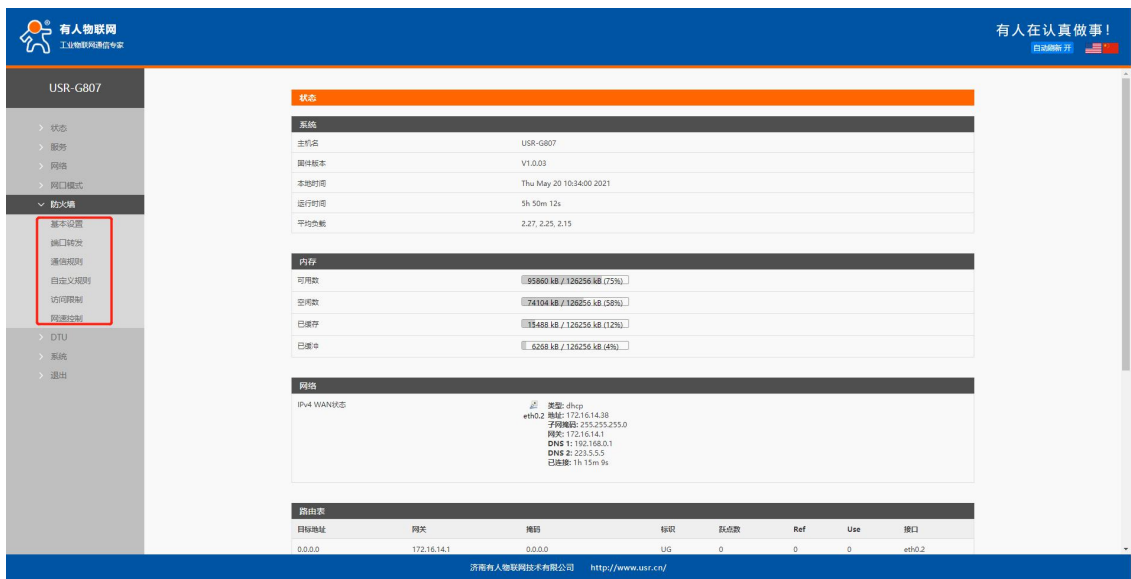 有人物联网
工业物联网通信专家
有人在认真做事！
自动刷新 开
USR-G807
状态
服务
网络
网口模式
防火墙
基本设置
端口转发
通信规则
自定义规则
访问限制
网速控制
DTU
系统
退出
状态
系统
主机名 USR-G807
固件版本 V1.0.03
本地时间 Thu May 20 10:34:00 2021
运行时间 5h 50m 12s
平均负载 2.27, 2.25, 2.15
内存
可用数 95860 kB / 126256 kB (75%)
空闲数 74104 kB / 126256 kB (58%)
已缓存 15488 kB / 126256 kB (12%)
已缓冲 6268 kB / 126256 kB (4%)
网络
IPv4 WAN状态
eth0.2
类型: dhcp
地址: 172.16.14.38
子网掩码: 255.255.255.0
网关: 172.16.14.1
DNS 1: 192.168.0.1
DNS 2: 223.5.5.5
已连接: 1h 15m 9s
路由表
目标地址 网关 掩码 标识 跃点数 Ref Use 接口
0.0.0.0 172.16.14.1 0.0.0.0 UG 0 0 0 eth0.2
济南有人物联网技术有限公司 http://www.usr.cn/